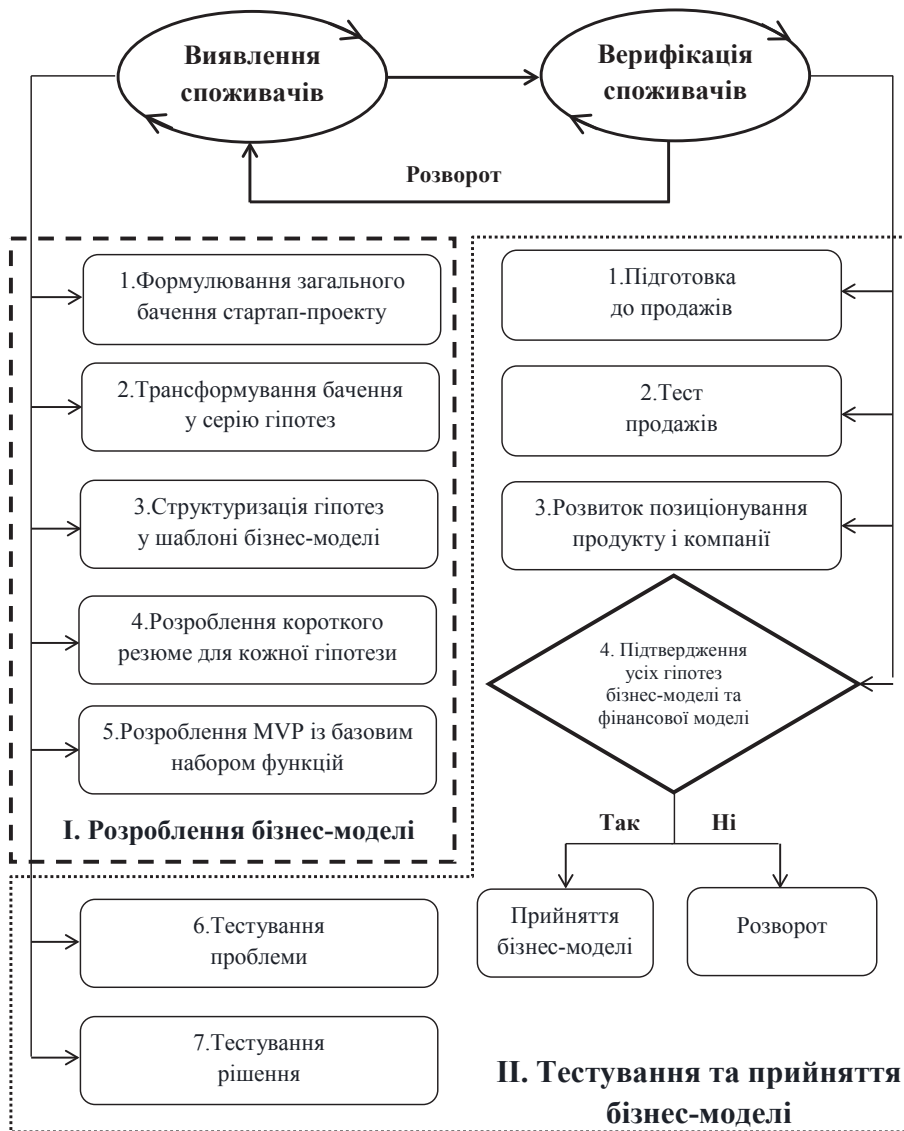 Виявлення
споживачів
Верифікація
споживачів
Розворот
1.Формулювання загального
бачення стартап-проекту
2.Трансформування бачення
у серію гіпотез
3.Структуризація гіпотез
у шаблоні бізнес-моделі
4.Розроблення короткого
резюме для кожної гіпотези
5.Розроблення MVP із базовим
набором функцій
I. Розроблення бізнес-моделі
6.Тестування
проблеми
7.Тестування
рішення
1.Підготовка
до продажів
2.Тест
продажів
3.Розвиток позиціонування
продукту і компанії
4. Підтвердження
усіх гіпотез
бізнес-моделі та
фінансової моделі
Так
Ні
Прийняття
бізнес-моделі
Розворот
II. Тестування та прийняття
бізнес-моделі